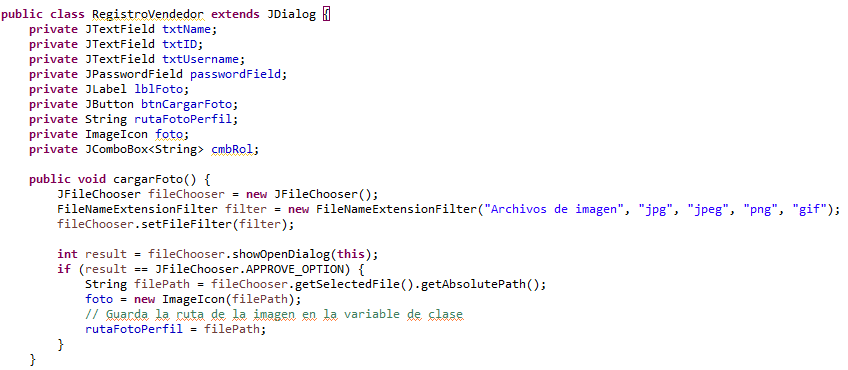 public class RegistroVendedor extends JDialog {
    private JTextField txtName;
    private JTextField txtID;
    private JTextField txtUsername;
    private JPasswordField passwordField;
    private JLabel lblFoto;
    private JButton btnCargarFoto;
    private String rutaFotoPerfil;
    private ImageIcon foto;
    private JComboBox<String> cmbRol;

    public void cargarFoto() {
        JFileChooser fileChooser = new JFileChooser();
        FileNameExtensionFilter filter = new FileNameExtensionFilter("Archivos de imagen", "jpg", "jpeg", "png", "gif");
        fileChooser.setFileFilter(filter);

        int result = fileChooser.showOpenDialog(this);
        if (result == JFileChooser.APPROVE_OPTION) {
            String filePath = fileChooser.getSelectedFile().getAbsolutePath();
            foto = new ImageIcon(filePath);
            // Guarda la ruta de la imagen en la variable de clase
            rutaFotoPerfil = filePath;
        }
    }